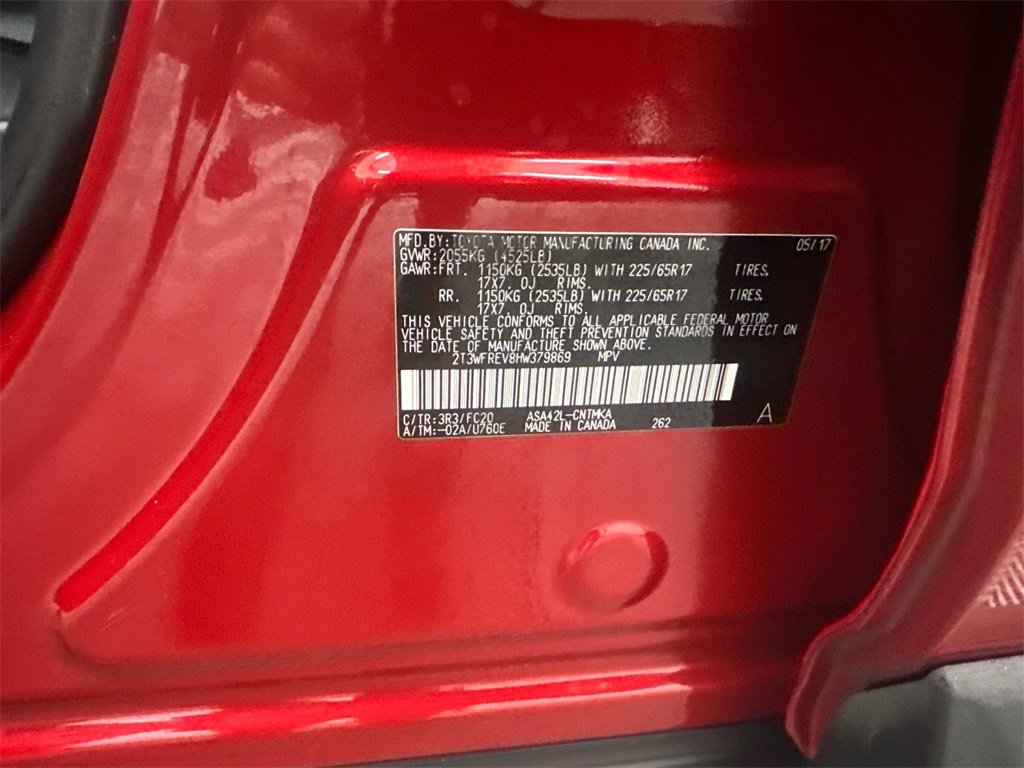 MFD. BY: TOYOTA MOTOR MANUFACTURING CANADA INC. 05/17
GVWR: 2055KG (4525LB)
GAWR: FRT. 1150KG (2535LB) WITH 225/65R17 TIRES,
17X7.0J RIMS.
RR. 1150KG (2535LB) WITH 225/65R17 TIRES,
17X7.0J RIMS.
THIS VEHICLE CONFORMS TO ALL APPLICABLE FEDERAL MOTOR
VEHICLE SAFETY AND THEFT PREVENTION STANDARDS IN EFFECT ON
THE DATE OF MANUFACTURE SHOWN ABOVE.
2T3WFREV8HW379869 MPV
C/TR: 3R3/FC20 ASA42L-CNTMKA
A/TM: -02A/U760E MADE IN CANADA 262 A